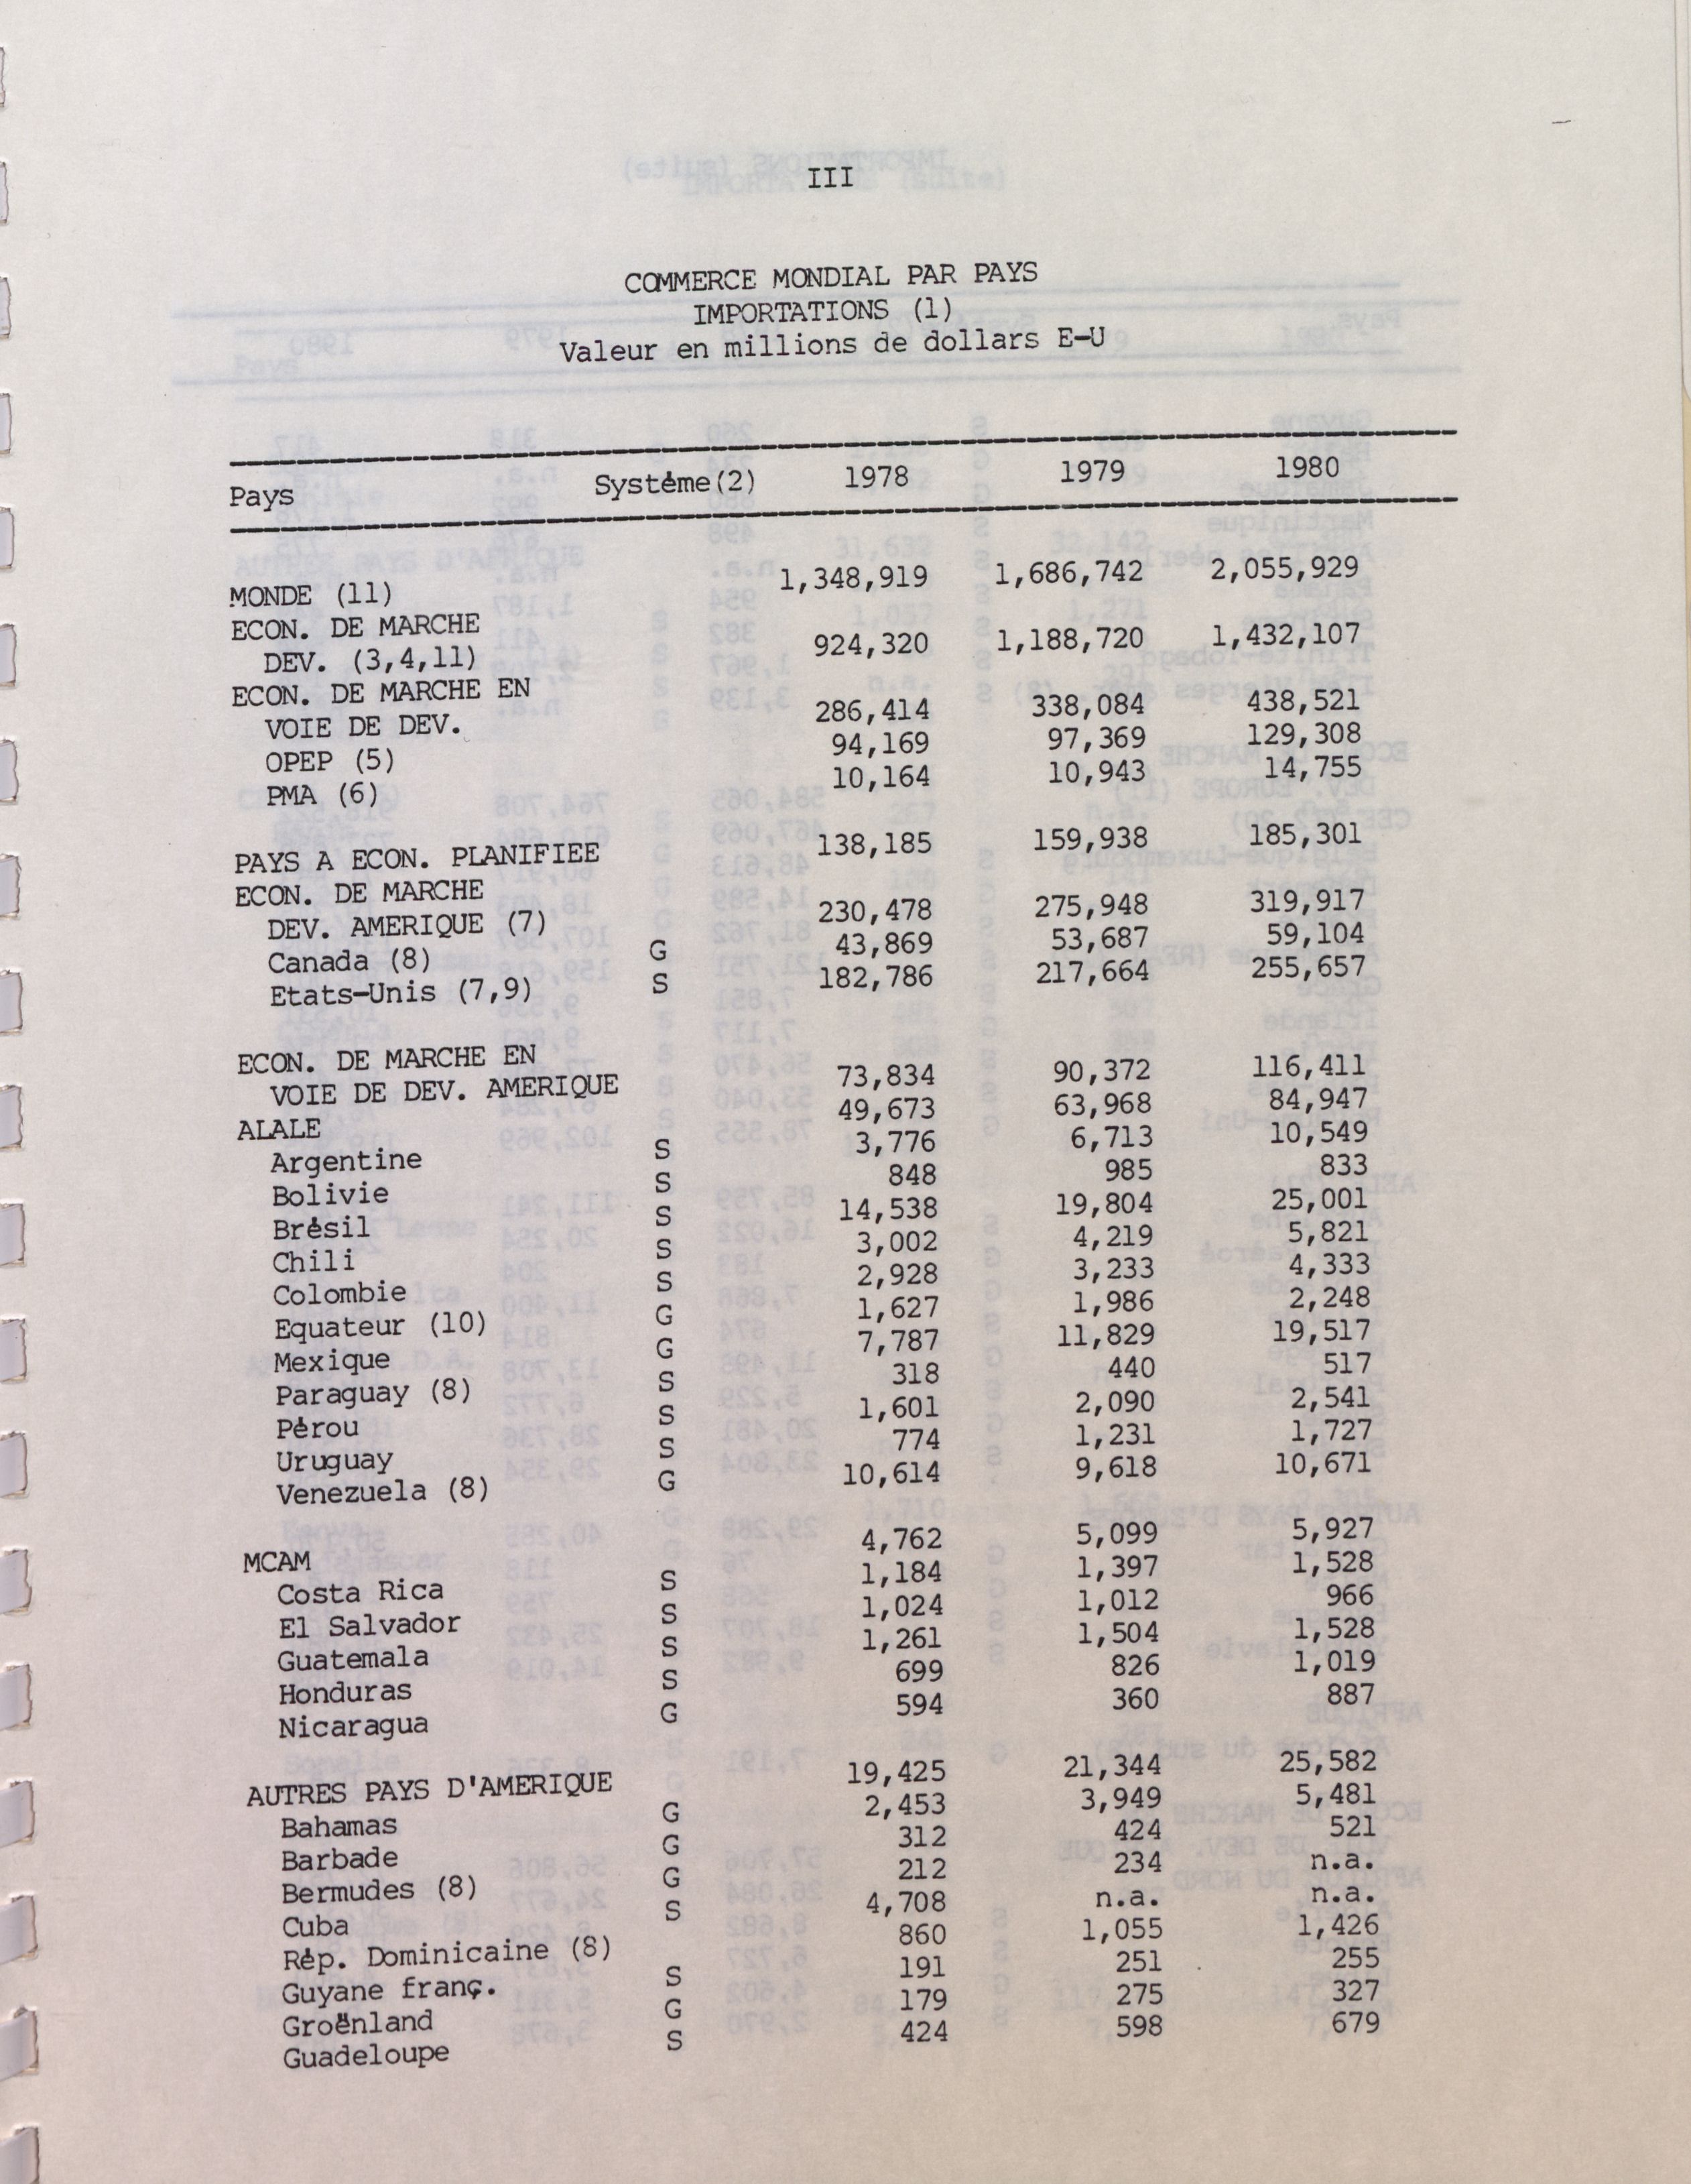 III
COMMERCE MONDIAL PAR PAYS
IMPORTATIONS (1)
Valeur en millions de dollars E-U
Pays Système(2) 1978 1979 1980
MONDE (11) 1,348,919 1,686,742 2,055,929
ECON. DE MARCHE
DEV. (3,4,11) 924,320 1,188,720 1,432,107
ECON. DE MARCHE EN
VOIE DE DEV. 286,414 338,084 438,521
OPEP (5) 94,169 97,369 129,308
PMA (6) 10,164 10,943 14,755
PAYS A ECON. PLANIFIEE 138,185 159,938 185,301
ECON. DE MARCHE
DEV. AMERIQUE (7) 230,478 275,948 319,917
Canada (8) G 43,869 53,687 59,104
Etats-Unis (7,9) S 182,786 217,664 255,657
ECON. DE MARCHE EN
VOIE DE DEV. AMERIQUE 73,834 90,372 116,411
ALALE 49,673 63,968 84,947
Argentine S 3,776 6,713 10,549
Bolivie S 848 985 833
Brésil S 14,538 19,804 25,001
Chili S 3,002 4,219 5,821
Colombie S 2,928 3,233 4,333
Equateur (10) G 1,627 1,986 2,248
Mexique G 7,787 11,829 19,517
Paraguay (8) S 318 440 517
Pérou S 1,601 2,090 2,541
Uruguay S 774 1,231 1,727
Venezuela (8) G 10,614 9,618 10,671
MCAM 4,762 5,099 5,927
Costa Rica S 1,184 1,397 1,528
El Salvador S 1,024 1,012 966
Guatemala S 1,261 1,504 1,528
Honduras S 699 826 1,019
Nicaragua G 594 360 887
AUTRES PAYS D'AMERIQUE 19,425 21,344 25,582
Bahamas G 2,453 3,949 5,481
Barbade G 312 424 521
Bermudes (8) G 212 234 n.a.
Cuba S 4,708 n.a. n.a.
Rép. Dominicaine (8) 860 1,055 1,426
Guyane franç. S 191 251 255
Groënland G 179 275 327
Guadeloupe S 424 598 679